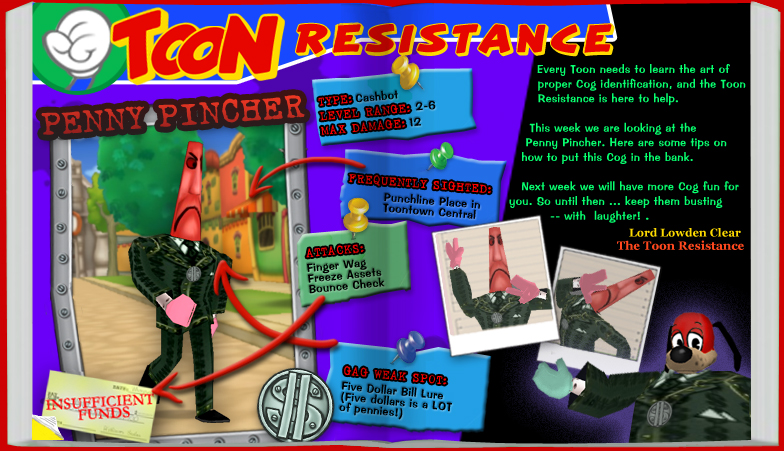 TOON RESISTANCE
PENNY PINCHER
TYPE: Cashbot
LEVEL RANGE: 2-6
MAX DAMAGE: 12
FREQUENTLY SIGHTED:
Punchline Place in
Toontown Central
ATTACKS:
Finger Wag
Freeze Assets
Bounce Check
GAG WEAK SPOT:
Five Dollar Bill Lure
(Five dollars is a LOT
of pennies!)
INSUFFICIENT
FUNDS
Every Toon needs to learn the art of
proper Cog identification, and the Toon
Resistance is here to help.
This week we are looking at the
Penny Pincher. Here are some tips on
how to put this Cog in the bank.
Next week we will have more Cog fun for
you. So until then ... keep them busting
-- with laughter! .
Lord Lowden Clear
The Toon Resistance